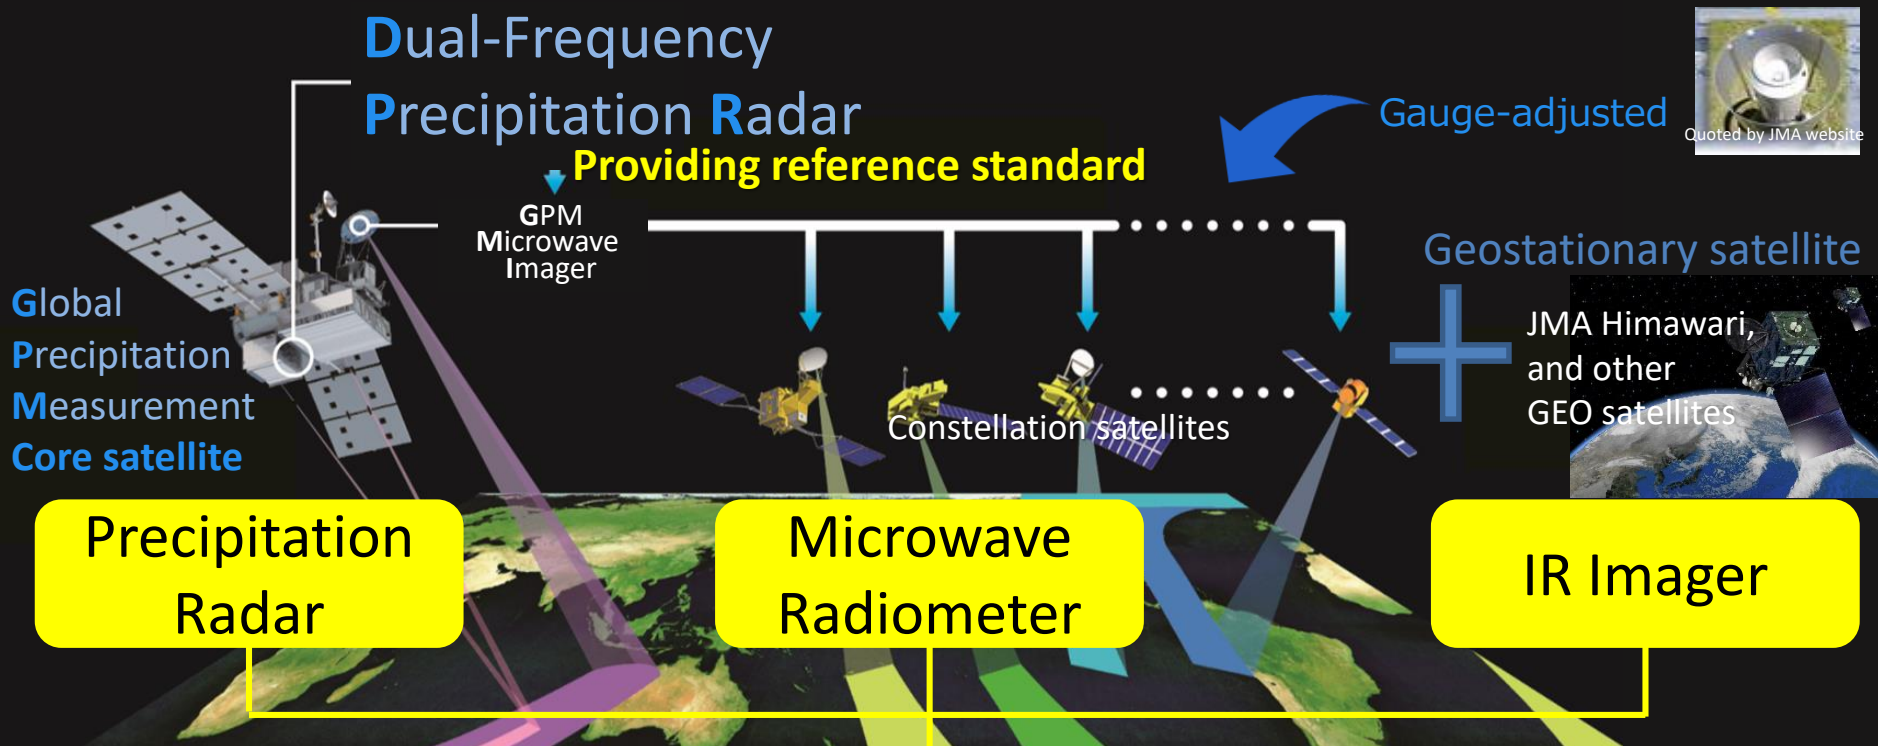 Dual-Frequency
Precipitation Radar
Providing reference standard
Gauge-adjusted
Quoted by JMA website
GPM
Microwave
Imager
Global
Precipitation
Measurement
Core satellite
Geostationary satellite
JMA Himawari,
and other
GEO satellites
Constellation satellites
Precipitation
Radar
Microwave
Radiometer
IR Imager